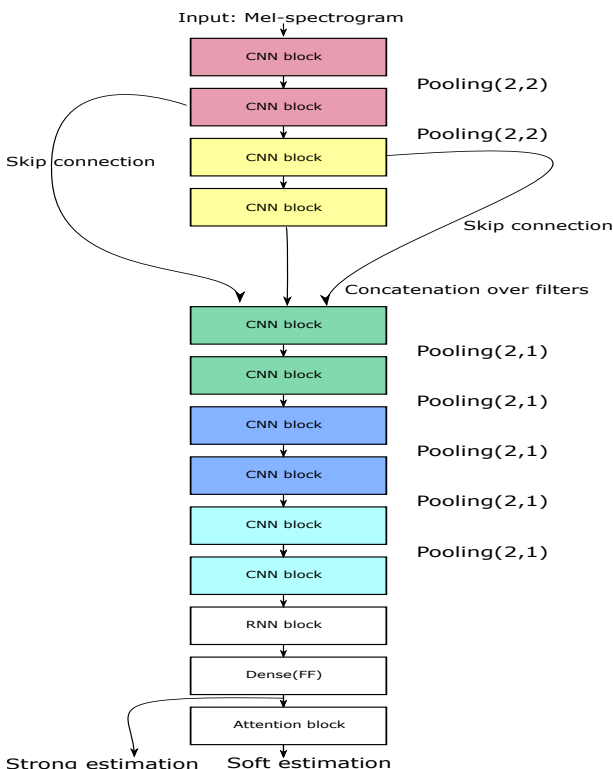 Input: Mel-spectrogram
CNN block
Pooling(2,2)
CNN block
Pooling(2,2)
Skip connection
CNN block
CNN block
Skip connection
Concatenation over filters
CNN block
Pooling(2,1)
CNN block
Pooling(2,1)
CNN block
Pooling(2,1)
CNN block
Pooling(2,1)
CNN block
Pooling(2,1)
CNN block
RNN block
Dense(FF)
Attention block
Strong estimation
Soft estimation